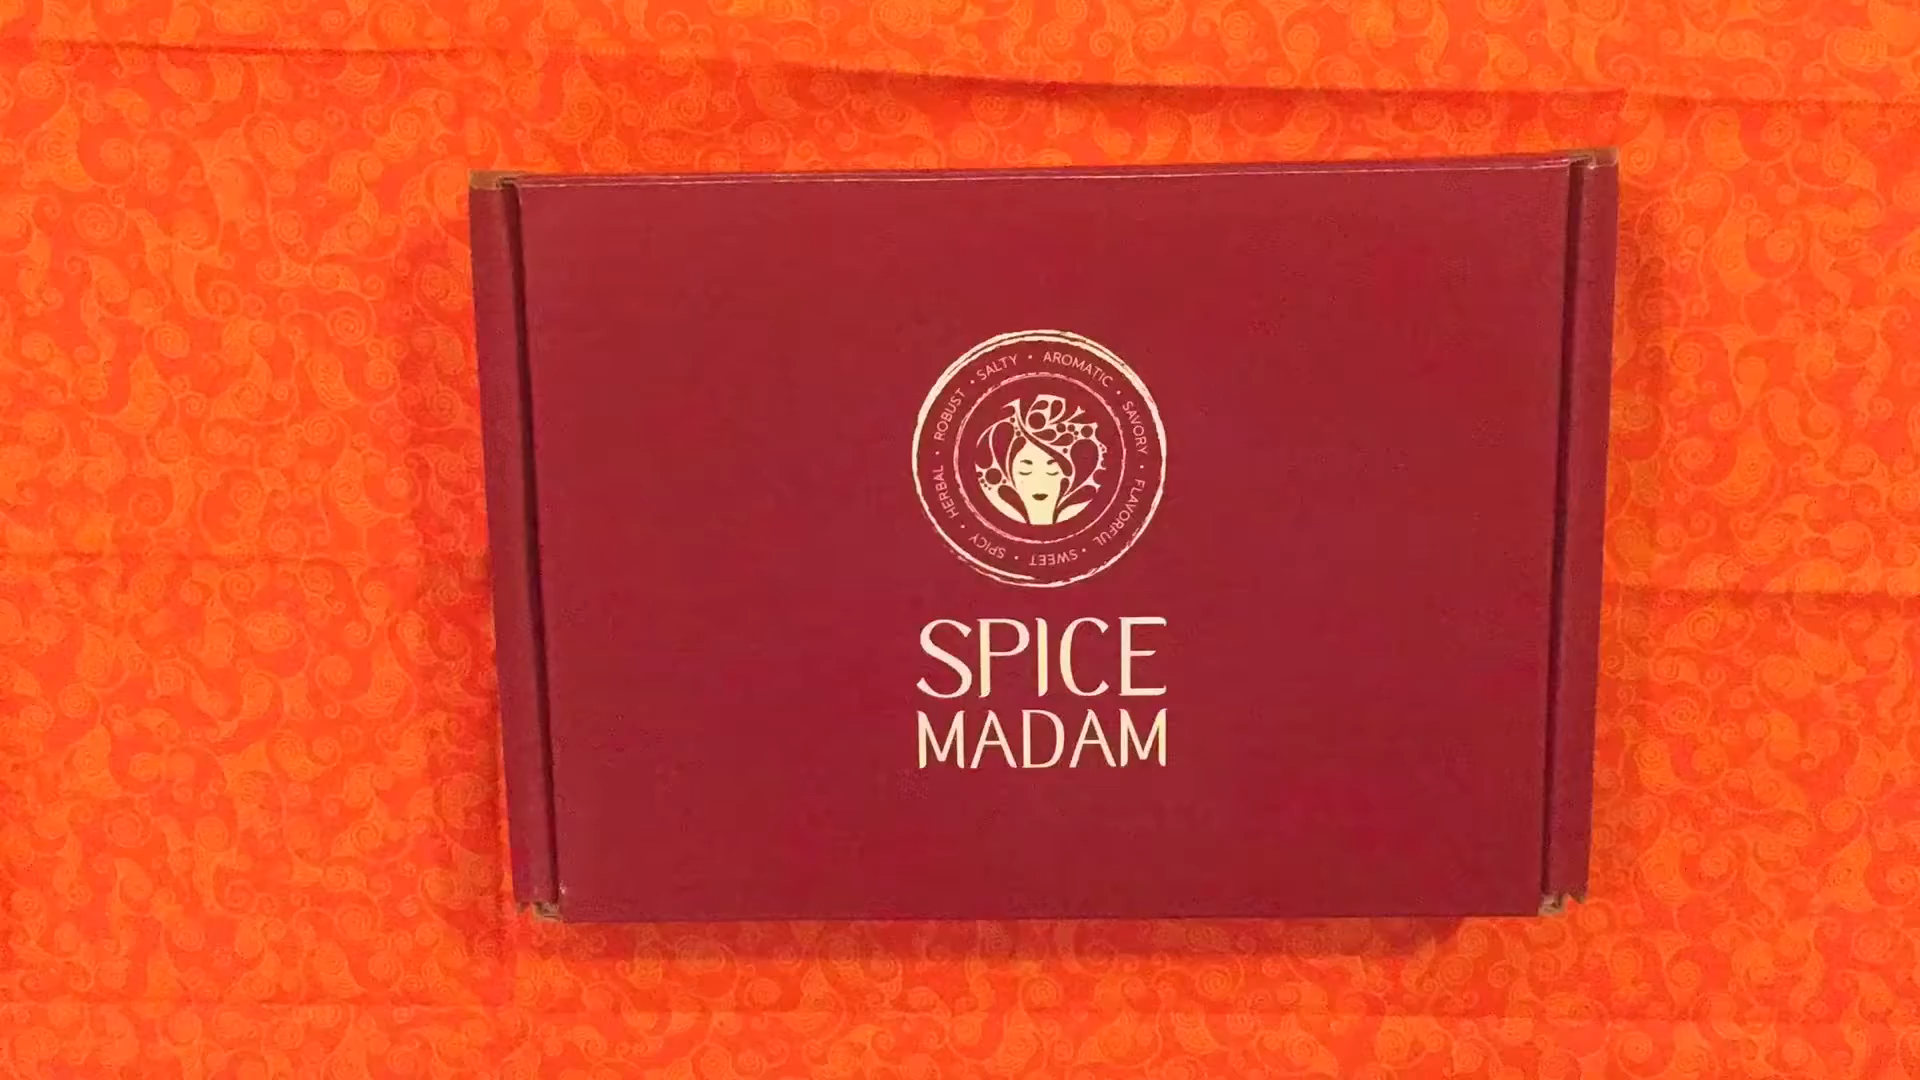 SALTY • AROMATIC • SAVORY • FLAVORFUL • SWEET • SPICY • HERBAL • ROBUST •
SPICE
MADAM